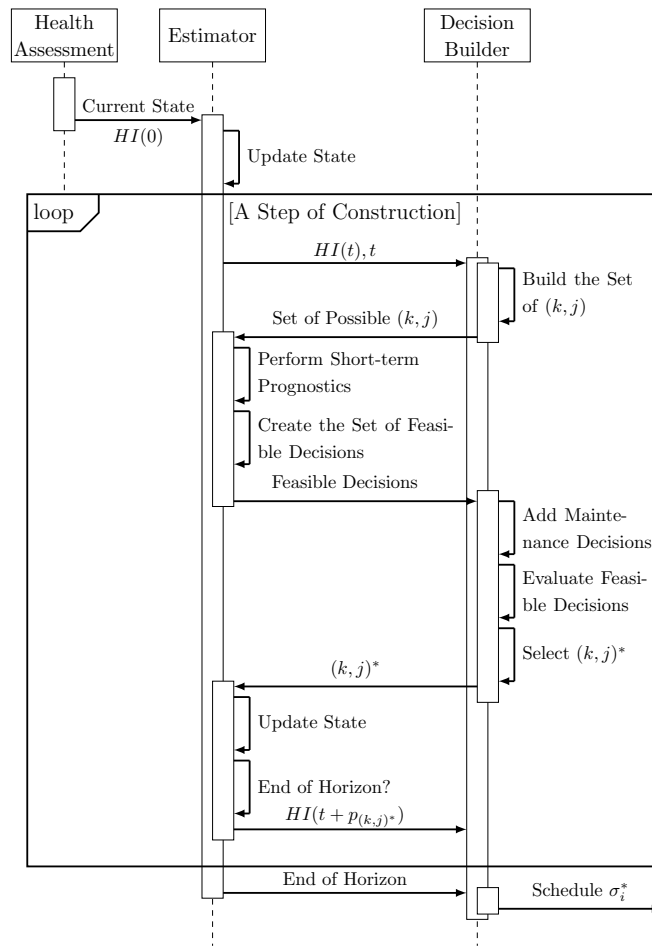 Health
Assessment
Estimator
Decision
Builder
Current State
HI(0)
Update State
loop
[A Step of Construction]
HI(t), t
Build the Set
of (k, j)
Set of Possible (k, j)
Perform Short-term
Prognostics
Create the Set of Feasi-
ble Decisions
Feasible Decisions
Add Mainte-
nance Decisions
Evaluate Feasi-
ble Decisions
Select (k, j)*
(k, j)*
Update State
End of Horizon?
HI(t + p_{(k,j)*})
End of Horizon
Schedule σ_i^*